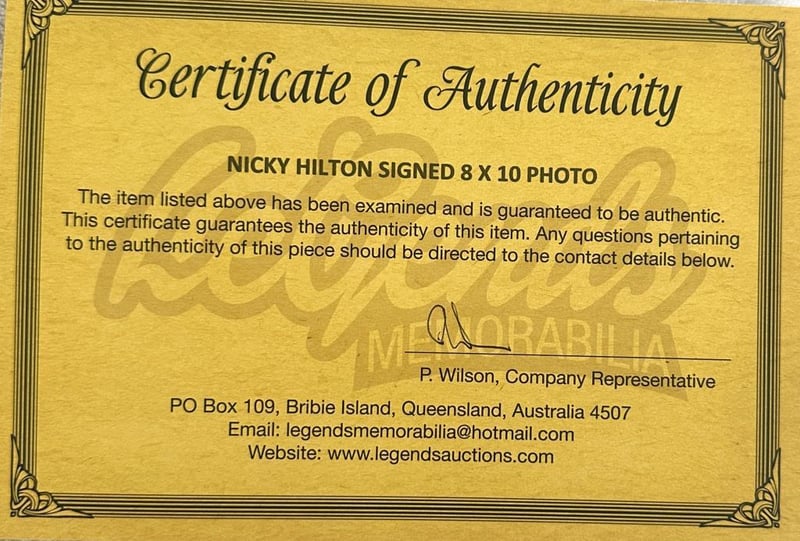 Certificate of Authenticity
NICKY HILTON SIGNED 8 X 10 PHOTO
The item listed above has been examined and is guaranteed to be authentic.
This certificate guarantees the authenticity of this item. Any questions pertaining
to the authenticity of this piece should be directed to the contact details below.
Legends
MEMORABILIA
P. Wilson, Company Representative
PO Box 109, Bribie Island, Queensland, Australia 4507
Email: legendsmemorabilia@hotmail.com
Website: www.legendsauctions.com